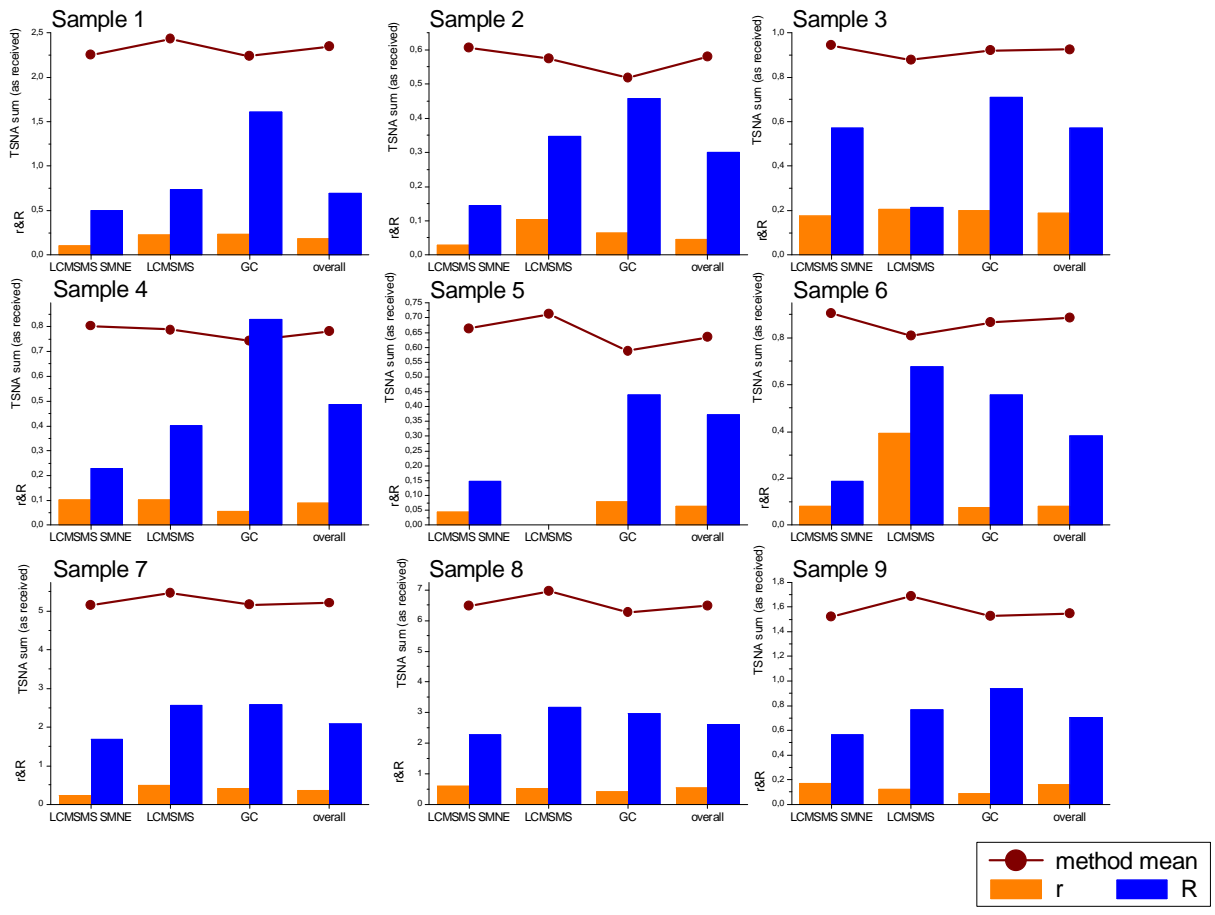 Sample 1
2,5
2,0
1,5
1,0
0,5
0,0
TSNA sum (as received)
r&R
LCMSMS SMNE LCMSMS GC overall
Sample 2
0,6
0,5
0,4
0,3
0,2
0,1
0,0
TSNA sum (as received)
r&R
LCMSMS SMNE LCMSMS GC overall
Sample 3
1,0
0,8
0,6
0,4
0,2
0,0
TSNA sum (as received)
r&R
LCMSMS SMNE LCMSMS GC overall
Sample 4
0,8
0,7
0,6
0,5
0,4
0,3
0,2
0,1
0,0
TSNA sum (as received)
r&R
LCMSMS SMNE LCMSMS GC overall
Sample 5
0,75
0,70
0,65
0,60
0,55
0,50
0,45
0,40
0,35
0,30
0,25
0,20
0,15
0,10
0,05
0,00
TSNA sum (as received)
r&R
LCMSMS SMNE LCMSMS GC overall
Sample 6
0,8
0,6
0,4
0,2
0,0
TSNA sum (as received)
r&R
LCMSMS SMNE LCMSMS GC overall
Sample 7
5
4
3
2
1
0
TSNA sum (as received)
r&R
LCMSMS SMNE LCMSMS GC overall
Sample 8
7
6
5
4
3
2
1
0
TSNA sum (as received)
r&R
LCMSMS SMNE LCMSMS GC overall
Sample 9
1,8
1,6
1,4
1,2
1,0
0,8
0,6
0,4
0,2
0,0
TSNA sum (as received)
r&R
LCMSMS SMNE LCMSMS GC overall
method mean
r R